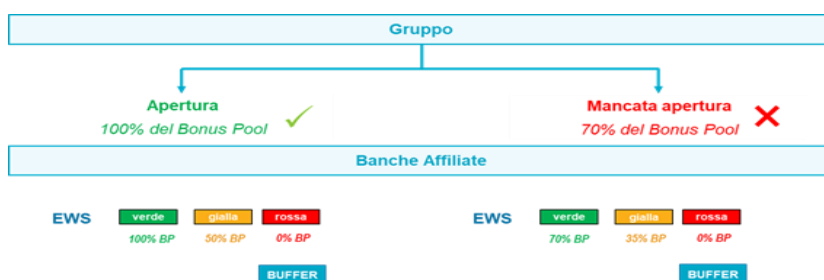 Gruppo
Apertura
100% del Bonus Pool
Mancata apertura
70% del Bonus Pool
Banche Affiliate
EWS verde gialla rossa
100% BP 50% BP 0% BP
BUFFER
EWS verde gialla rossa
70% BP 35% BP 0% BP
BUFFER